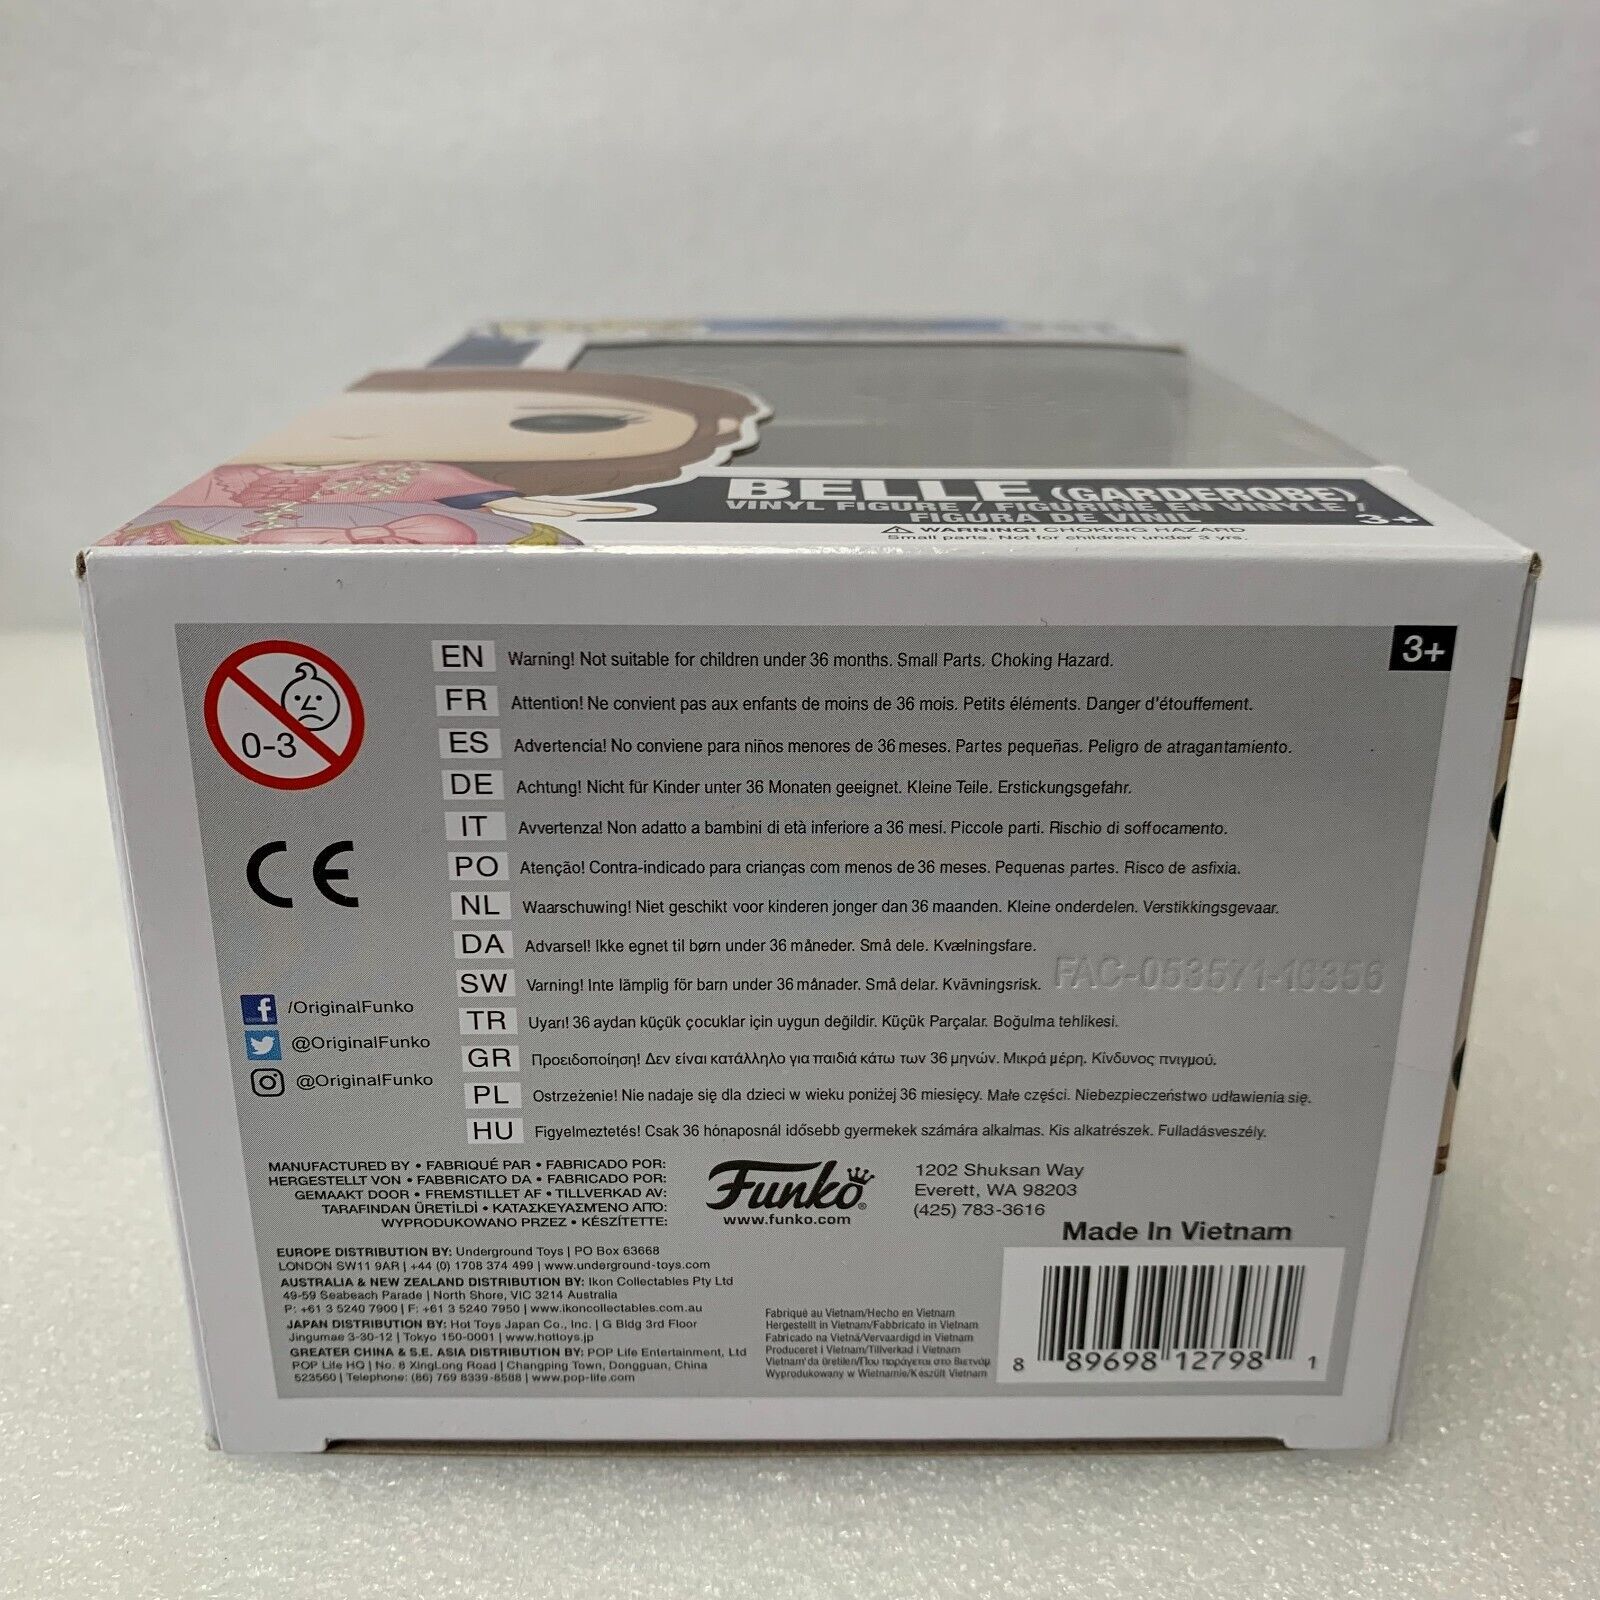 BELLE (GARDEROBE)
VINYL FIGURE / FIGURINE EN VINYLE /
FIGURA DE VINILO
3+
⚠ WARNING! CHOKING HAZARD
Small parts. Not for children under 3 yrs.
3+
0-3
EN Warning! Not suitable for children under 36 months. Small Parts. Choking Hazard.
FR Attention! Ne convient pas aux enfants de moins de 36 mois. Petits éléments. Danger d'étouffement.
ES Advertencia! No conviene para niños menores de 36 meses. Partes pequeñas. Peligro de atragantamiento.
DE Achtung! Nicht für Kinder unter 36 Monaten geeignet. Kleine Teile. Erstickungsgefahr.
IT Avvertenza! Non adatto a bambini di età inferiore a 36 mesi. Piccole parti. Rischio di soffocamento.
PO Atenção! Contra-indicado para crianças com menos de 36 meses. Pequenas partes. Risco de asfixia.
NL Waarschuwing! Niet geschikt voor kinderen jonger dan 36 maanden. Kleine onderdelen. Verstikkingsgevaar.
DA Advarsel! Ikke egnet til børn under 36 måneder. Små dele. Kvælningsfare.
SW Varning! Inte lämplig för barn under 36 månader. Små delar. Kvävningsrisk.
TR Uyarı! 36 aydan küçük çocuklar için uygun değildir. Küçük Parçalar. Boğulma tehlikesi.
GR Προειδοποίηση! Δεν είναι κατάλληλο για παιδιά κάτω των 36 μηνών. Μικρά μέρη. Κίνδυνος πνιγμού.
PL Ostrzeżenie! Nie nadaje się dla dzieci w wieku poniżej 36 miesięcy. Małe części. Niebezpieczeństwo udławienia się.
HU Figyelmeztetés! Csak 36 hónaposnál idősebb gyermekek számára alkalmas. Kis alkatrészek. Fulladásveszély.
FAC-053571-16356
CE
/OriginalFunko
@OriginalFunko
@OriginalFunko
MANUFACTURED BY • FABRIQUÉ PAR • FABRICADO POR:
HERGESTELLT VON • FABBRICATO DA • FABRICADO POR:
GEMAAKT DOOR • FREMSTILLET AF • TILLVERKAD AV:
TARAFINDAN ÜRETİLDİ • ΚΑΤΑΣΚΕΥΑΣΜΈΝΟ ΑΠΌ:
WYPRODUKOWANO PRZEZ • KÉSZÍTETTE:
Funko®
www.funko.com
1202 Shuksan Way
Everett, WA 98203
(425) 783-3616
Made In Vietnam
EUROPE DISTRIBUTION BY: Underground Toys | PO Box 63668
LONDON SW11 9AR | +44 (0) 1708 374 499 | www.underground-toys.com
AUSTRALIA & NEW ZEALAND DISTRIBUTION BY: Ikon Collectables Pty Ltd
49-59 Seabeach Parade | North Shore, VIC 3214 Australia
P: +61 3 5240 7900 | F: +61 3 5240 7950 | www.ikoncollectables.com.au
JAPAN DISTRIBUTION BY: Hot Toys Japan Co., Inc. | G Bldg 3rd Floor
Jingumae 3-30-12 | Tokyo 150-0001 | www.hottoys.jp
GREATER CHINA & S.E. ASIA DISTRIBUTION BY: POP Life Entertainment, Ltd
POP Life HQ | No. 8 XingLong Road | Changping Town, Dongguan, China
523560 | Telephone: (86) 769 8339-8588 | www.pop-life.com
Fabriqué au Vietnam/Hecho en Vietnam
Hergestellt in Vietnam/Fabbricato in Vietnam
Fabricado na Vietnã/Vervaardigd in Vietnam
Produceret i Vietnam/Tillverkad i Vietnam
Vietnam'da üretilen/Που παράγεται στο Βιετνάμ
Wyprodukowany w Wietnamie/Készült Vietnam
8 89698 12798 1